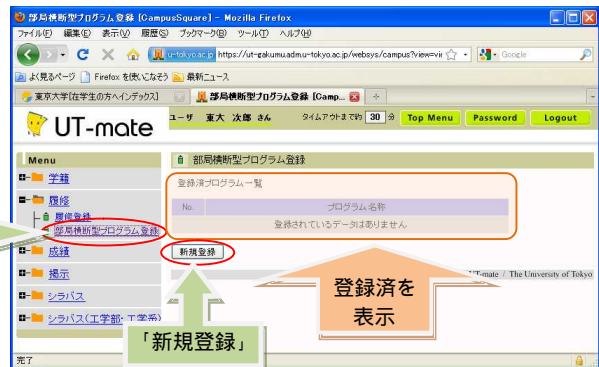 部局横断型プログラム登録 [CampusSquare] - Mozilla Firefox
ファイル(F) 編集(E) 表示(V) 履歴(S) ブックマーク(B) ツール(T) ヘルプ(H)
u-tokyo.ac.jp https://ut-gakumu.adm.u-tokyo.ac.jp/websys/campus?view=vie Google
よく見るページ Firefox を使いこなそう 最新ニュース
東京大学[在学生の方へインデックス] 部局横断型プログラム登録 [Camp...
UT-mate
ユーザ 東大 次郎 さん タイムアウトまで約 30 分 Top Menu Password Logout
Menu
学籍
履修
履修登録
部局横断型プログラム登録
成績
掲示
シラバス
シラバス(工学部・工学系)
部局横断型プログラム登録
登録済プログラム一覧
No. プログラム名称
登録されているデータはありません
新規登録
UT-mate / The University of Tokyo
登録済を
表示
「新規登録」
完了